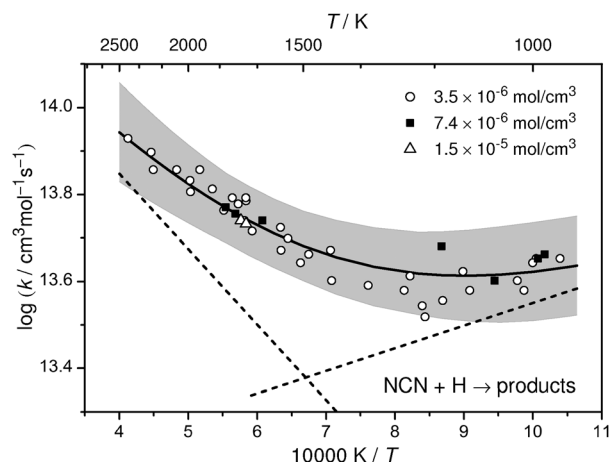 T / K
2500 2000 1500 1000
14.0
13.8
13.6
13.4
log (k / cm³mol⁻¹s⁻¹)
3.5 × 10⁻⁶ mol/cm³
7.4 × 10⁻⁶ mol/cm³
1.5 × 10⁻⁵ mol/cm³
NCN + H → products
4 5 6 7 8 9 10 11
10000 K / T